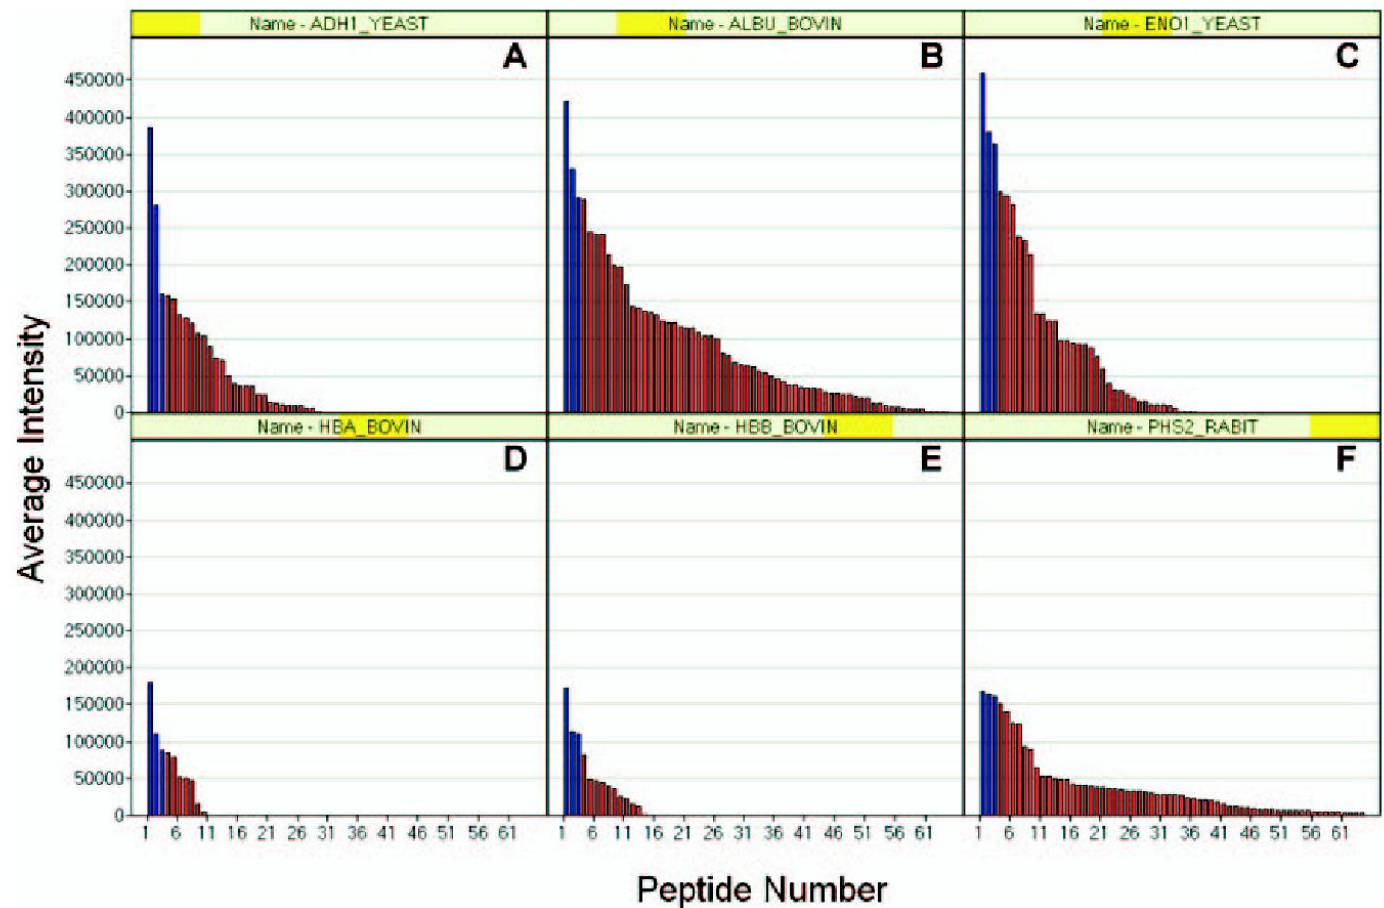 Name - ADH1_YEAST
Name - ALBU_BOVIN
Name - ENO1_YEAST
A
B
C
450000
400000
350000
300000
250000
200000
150000
100000
50000
0
Name - HBA_BOVIN
Name - HBB_BOVIN
Name - PHS2_RABIT
D
E
F
450000
400000
350000
300000
250000
200000
150000
100000
50000
0
Average Intensity
1 6 11 16 21 26 31 36 41 46 51 56 61
1 6 11 16 21 26 31 36 41 46 51 56 61
1 6 11 16 21 26 31 36 41 46 51 56 61
Peptide Number